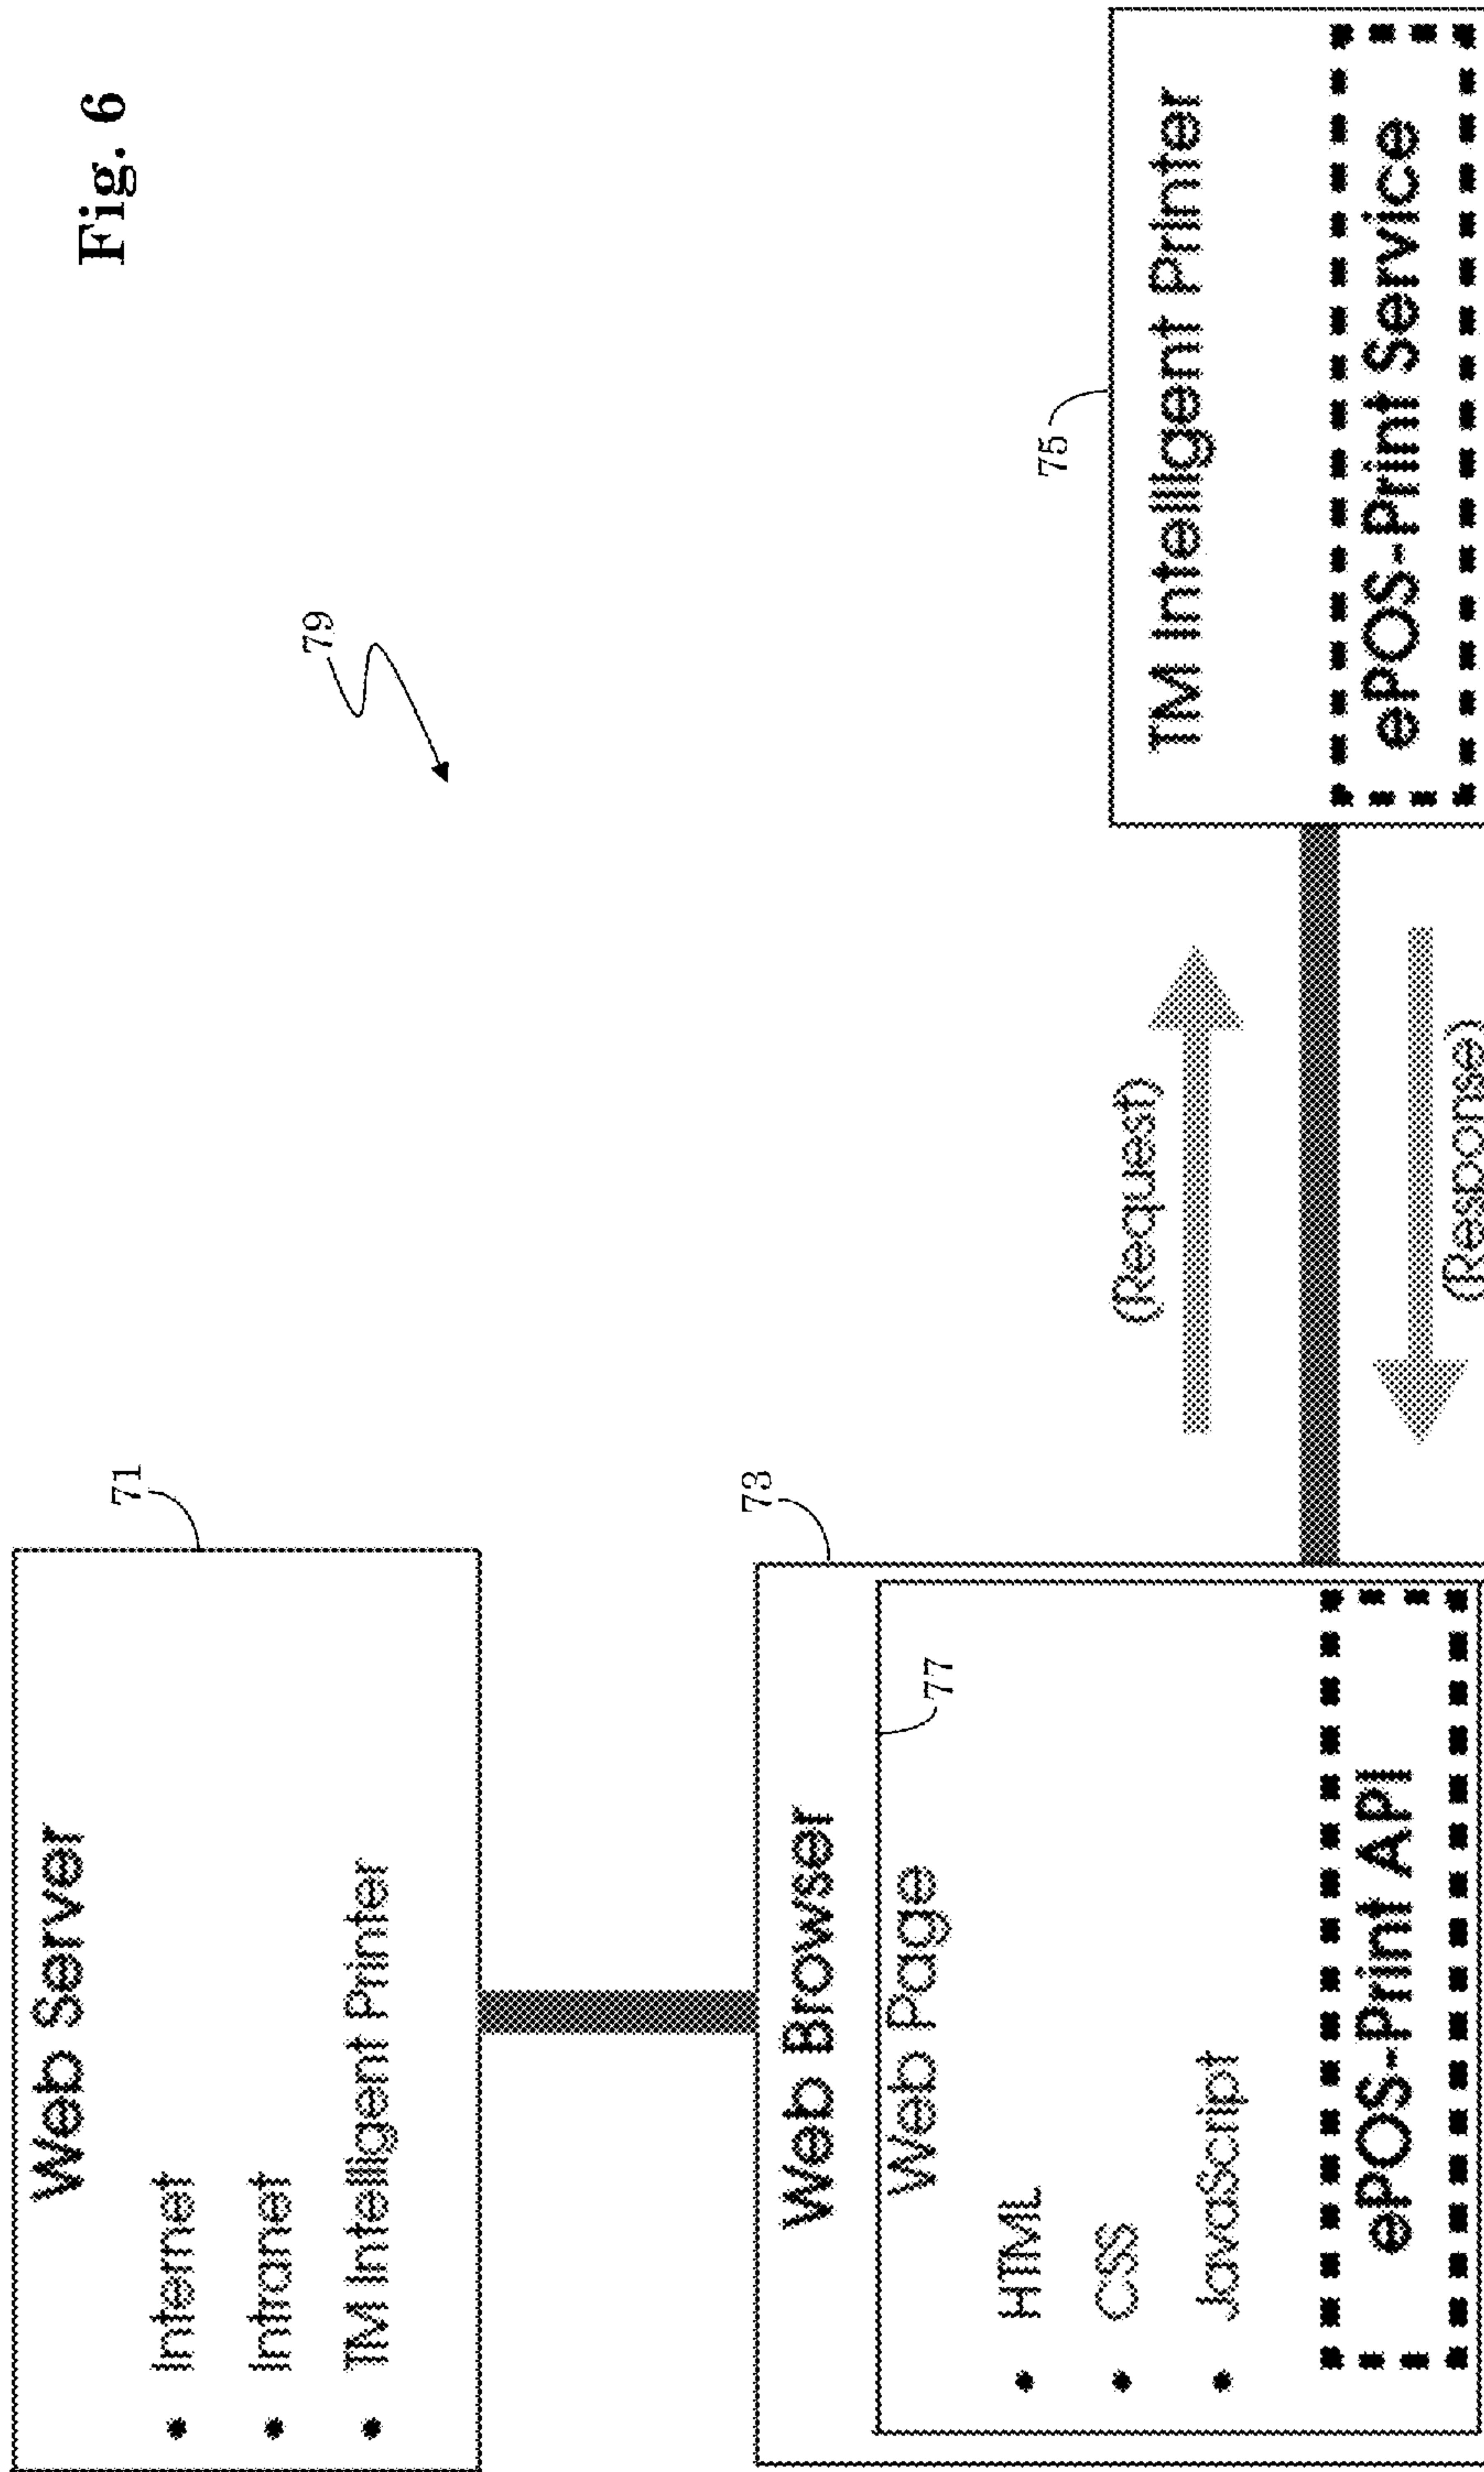 Fig. 6
79
71
Web Server
• Internet
• Intranet
• TM Intelligent Printer
73
Web Browser
77
Web Page
• HTML
• CSS
• JavaScript
ePOS-Print API
(Request)
(Response)
75
TM Intelligent Printer
ePOS-Print Service